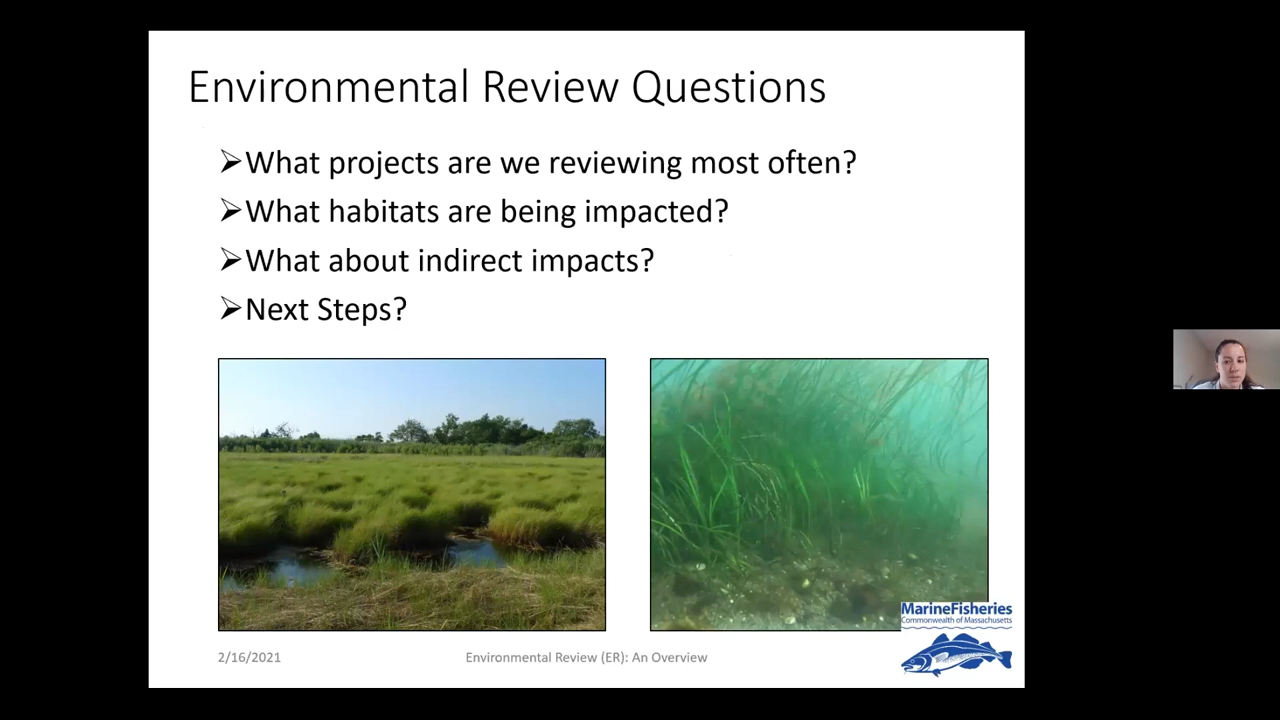 Environmental Review Questions
➢What projects are we reviewing most often?
➢What habitats are being impacted?
➢What about indirect impacts?
➢Next Steps?
MarineFisheries
Commonwealth of Massachusetts
2/16/2021
Environmental Review (ER): An Overview